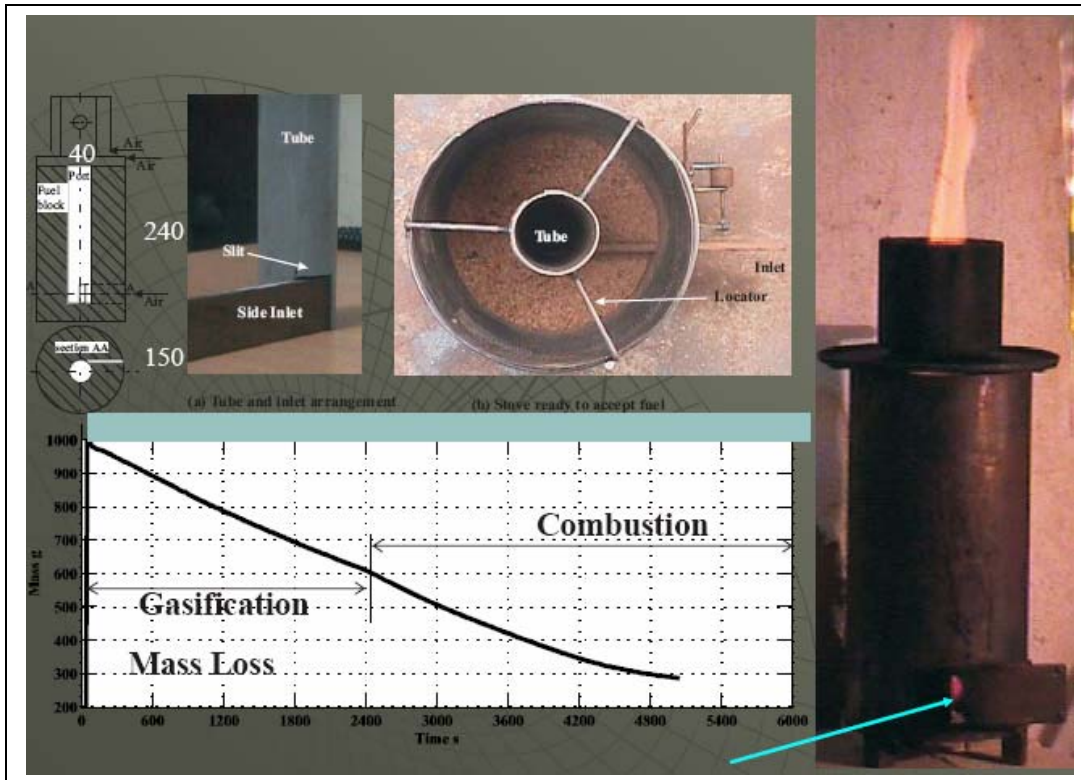 Air
40
Air
Port
Fuel
block
240
A
A
Air
section AA
150
Tube
Slit
Side Inlet
Tube
Inlet
Locator
(a) Tube and Inlet arrangement
(b) Stove ready to accept fuel
1000
900
800
700
600
500
400
300
200
Mass g
Combustion
Gasification
Mass Loss
0
600
1200
1800
2400
3000
3600
4200
4800
5400
6000
Time s